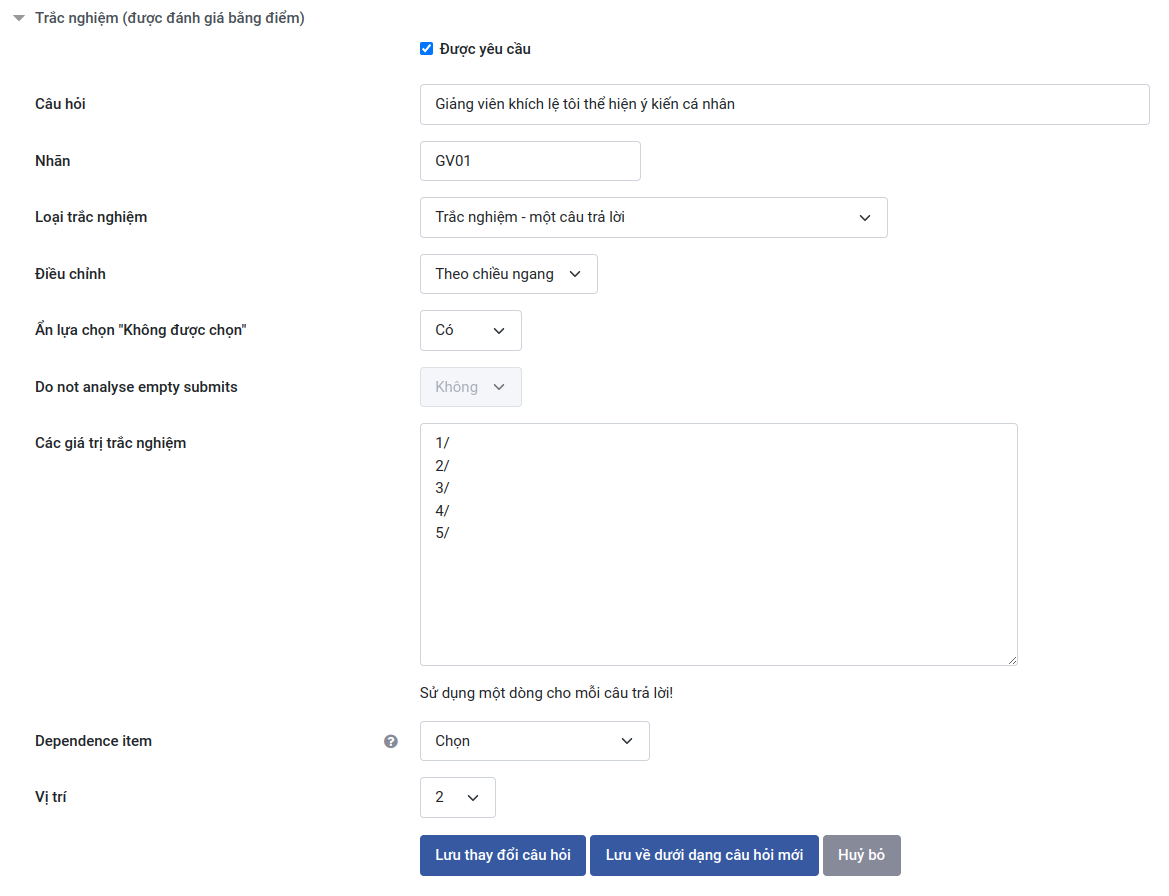 Trắc nghiệm (được đánh giá bằng điểm)
Được yêu cầu
Câu hỏi
Giảng viên khích lệ tôi thể hiện ý kiến cá nhân
Nhãn
GV01
Loại trắc nghiệm
Trắc nghiệm - một câu trả lời
Điều chỉnh
Theo chiều ngang
Ẩn lựa chọn "Không được chọn"
Có
Do not analyse empty submits
Không
Các giá trị trắc nghiệm
1/
2/
3/
4/
5/
Sử dụng một dòng cho mỗi câu trả lời!
Dependence item
?
Chọn
Vị trí
2
Lưu thay đổi câu hỏi
Lưu về dưới dạng câu hỏi mới
Huỷ bỏ